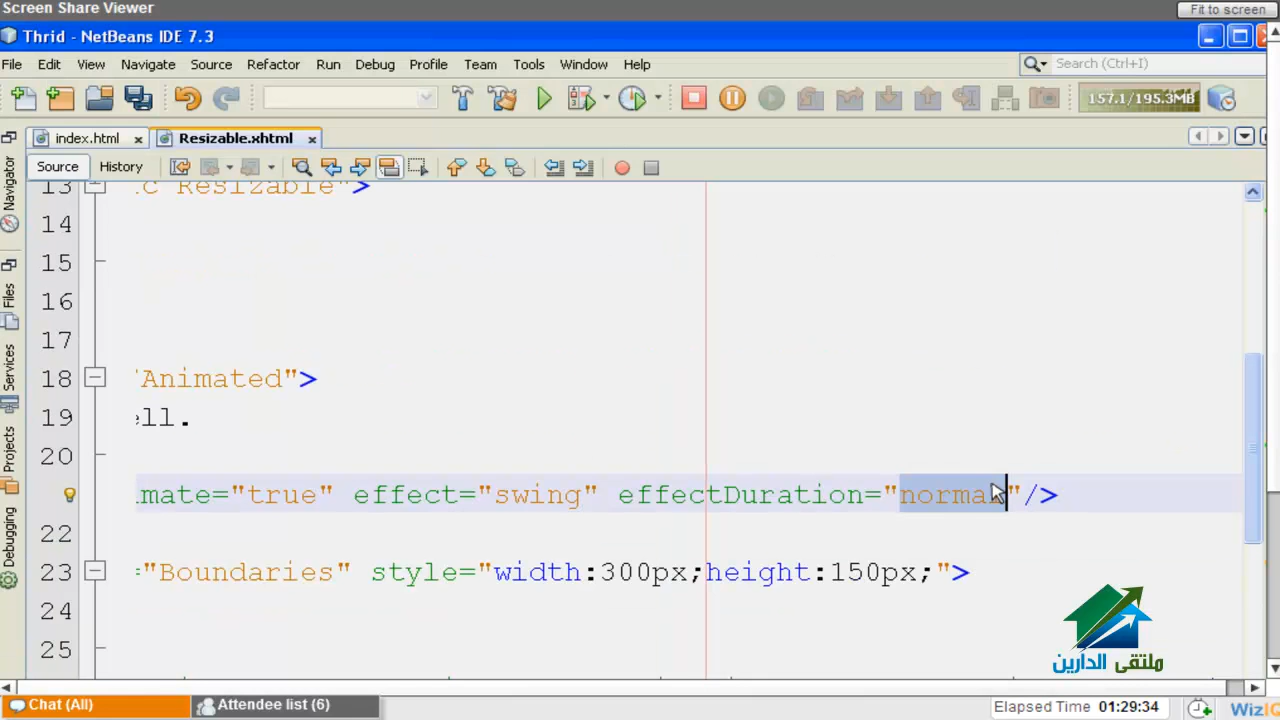 Screen Share Viewer
Fit to screen
Thrid - NetBeans IDE 7.3
File Edit View Navigate Source Refactor Run Debug Profile Team Tools Window Help
Search (Ctrl+I)
157.1/195.3MB
index.html
Resizable.xhtml
Source History
Navigator
Files
Services
Projects
Debugging
13 c Resizable">
14
15
16
17
18 "Animated">
19 ell.
20
imate="true" effect="swing" effectDuration="normal"/>
22
23 ="Boundaries" style="width:300px;height:150px;">
24
25
ملتقى الدارين
Chat (All)
Attendee list (6)
Elapsed Time 01:29:34
WizIQ